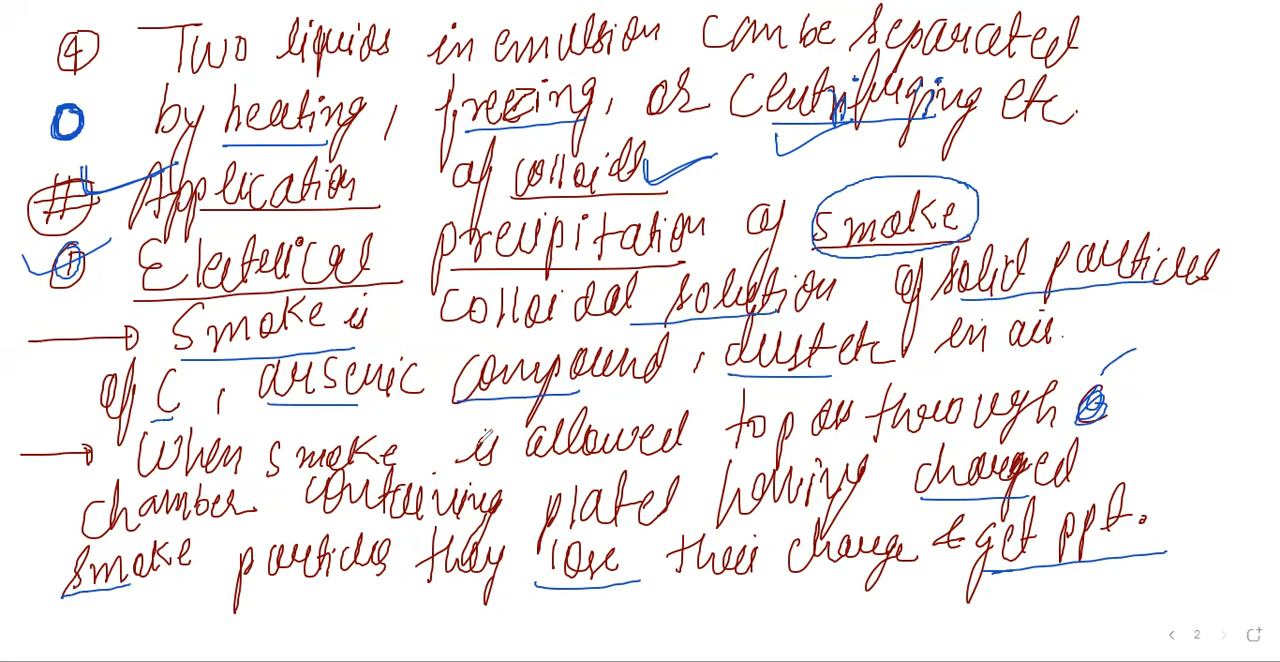 ④ Two liquids in emulsion can be separated
by heating, freezing, or Centrifuging etc.
# Application of colloids
① Electrical precipitation of smoke
→ Smoke is colloidal solution of solid particles
of C, arsenic compound, dust etc in air.
→ When smoke is allowed to pass through
chamber containing plates having charged
smoke particles they lose their charge & get ppt.
2